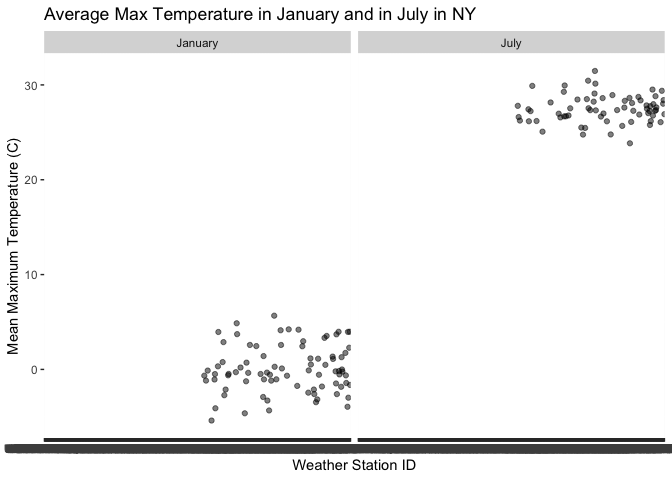 Average Max Temperature in January and in July in NY
January
July
Mean Maximum Temperature (C)
30
20
10
0
Weather Station ID